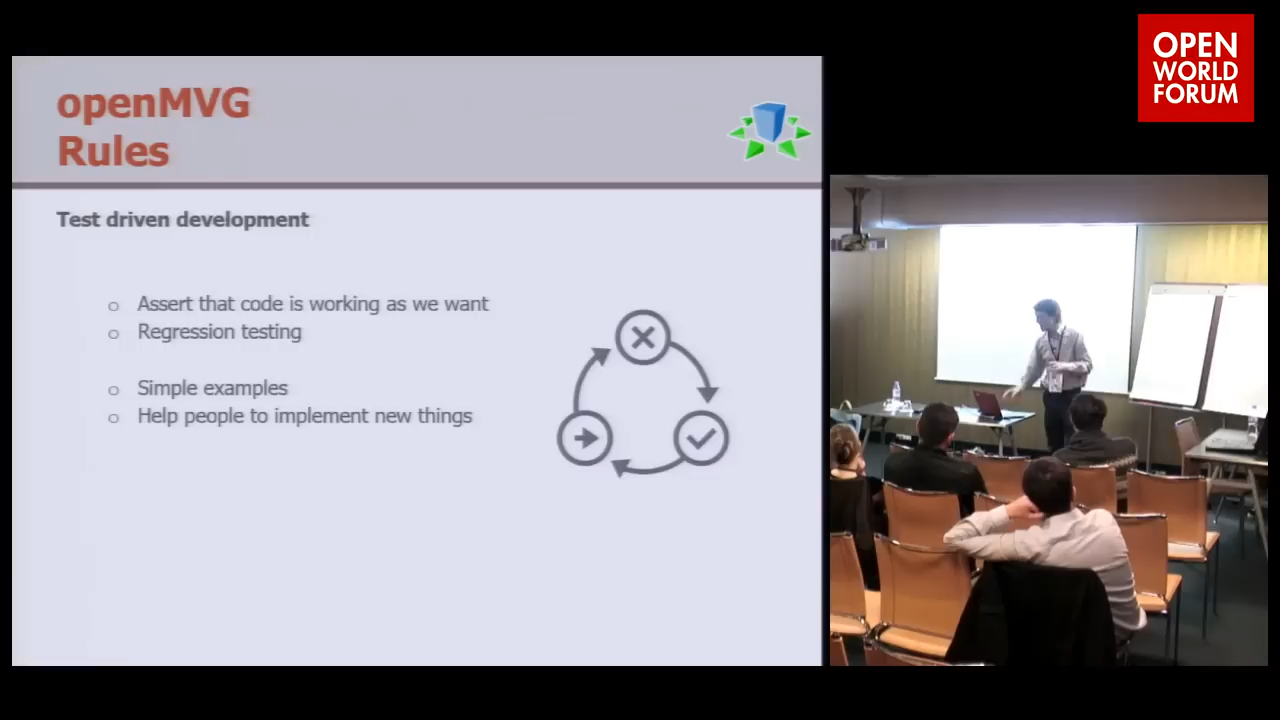 openMVG
Rules
Test driven development
o Assert that code is working as we want
o Regression testing
o Simple examples
o Help people to implement new things
OPEN
WORLD
FORUM